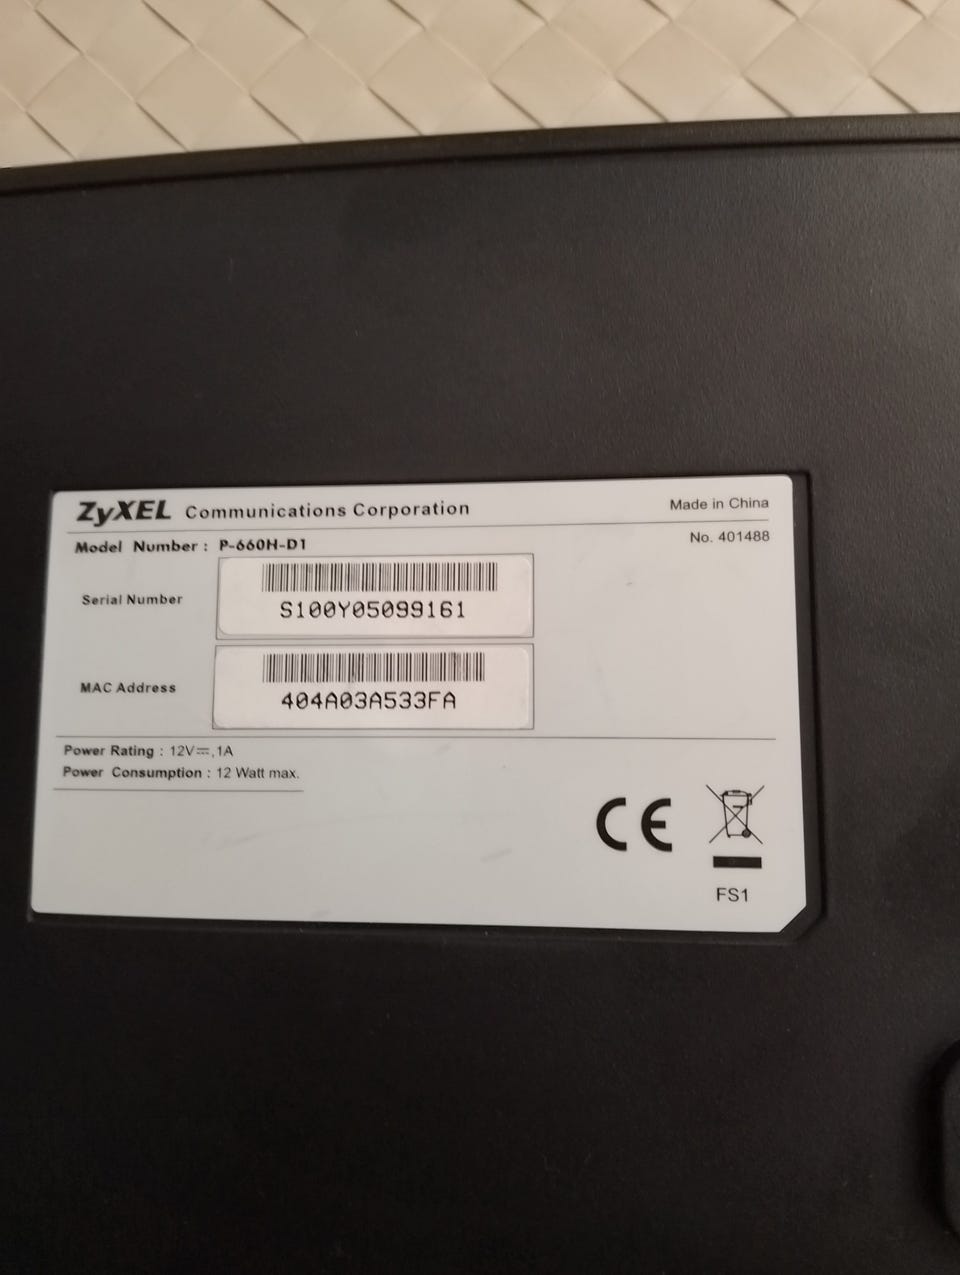 ZyXEL Communications Corporation
Made in China
Model Number : P-660H-D1
No. 401488
Serial Number
S100Y05099161
MAC Address
404A03A533FA
Power Rating : 12V⎓,1A
Power Consumption : 12 Watt max.
CE
FS1